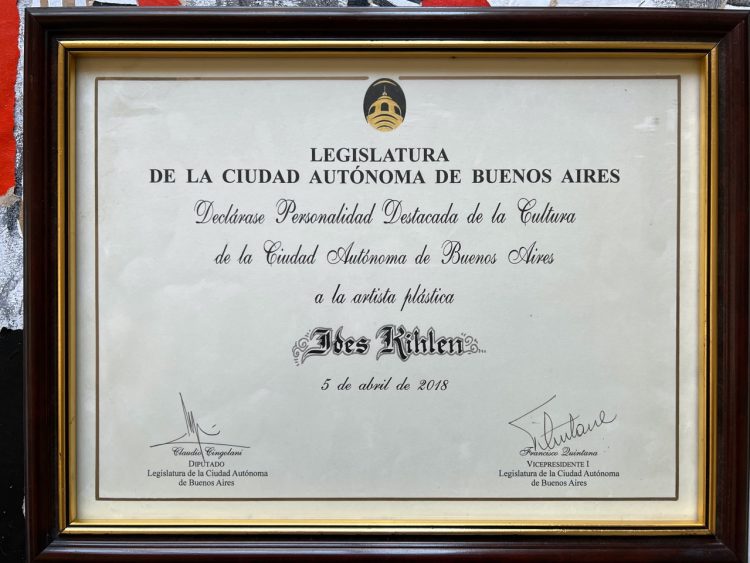 LEGISLATURA
DE LA CIUDAD AUTÓNOMA DE BUENOS AIRES
Declárase Personalidad Destacada de la Cultura
de la Ciudad Autónoma de Buenos Aires
a la artista plástica
Ides Kihlen
5 de abril de 2018
Claudio Cingolani
DIPUTADO
Legislatura de la Ciudad Autónoma
de Buenos Aires
F. Quintana
Francisco Quintana
VICEPRESIDENTE I
Legislatura de la Ciudad Autónoma
de Buenos Aires